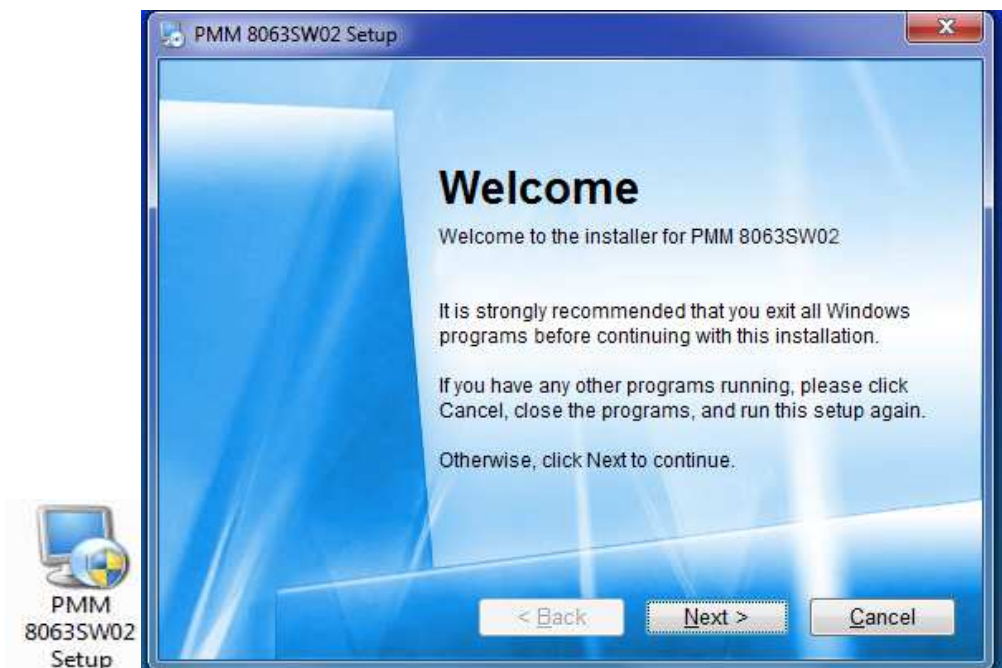 PMM 8063SW02 Setup
Welcome
Welcome to the installer for PMM 8063SW02
It is strongly recommended that you exit all Windows
programs before continuing with this installation.
If you have any other programs running, please click
Cancel, close the programs, and run this setup again.
Otherwise, click Next to continue.
< Back
Next >
Cancel
PMM
8063SW02
Setup